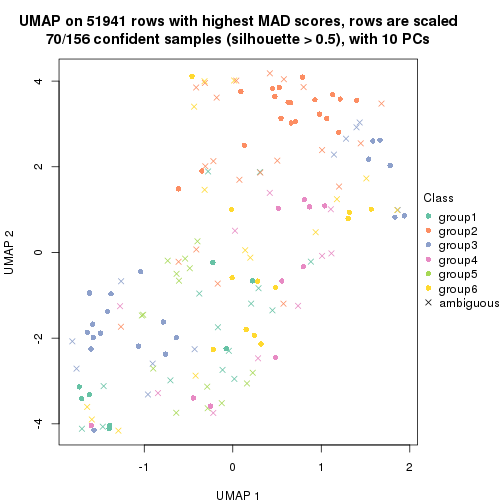 UMAP on 51941 rows with highest MAD scores, rows are scaled
70/156 confident samples (silhouette > 0.5), with 10 PCs
4
2
0
-2
-4
UMAP 2
-1
0
1
2
UMAP 1
Class
group1
group2
group3
group4
group5
group6
ambiguous